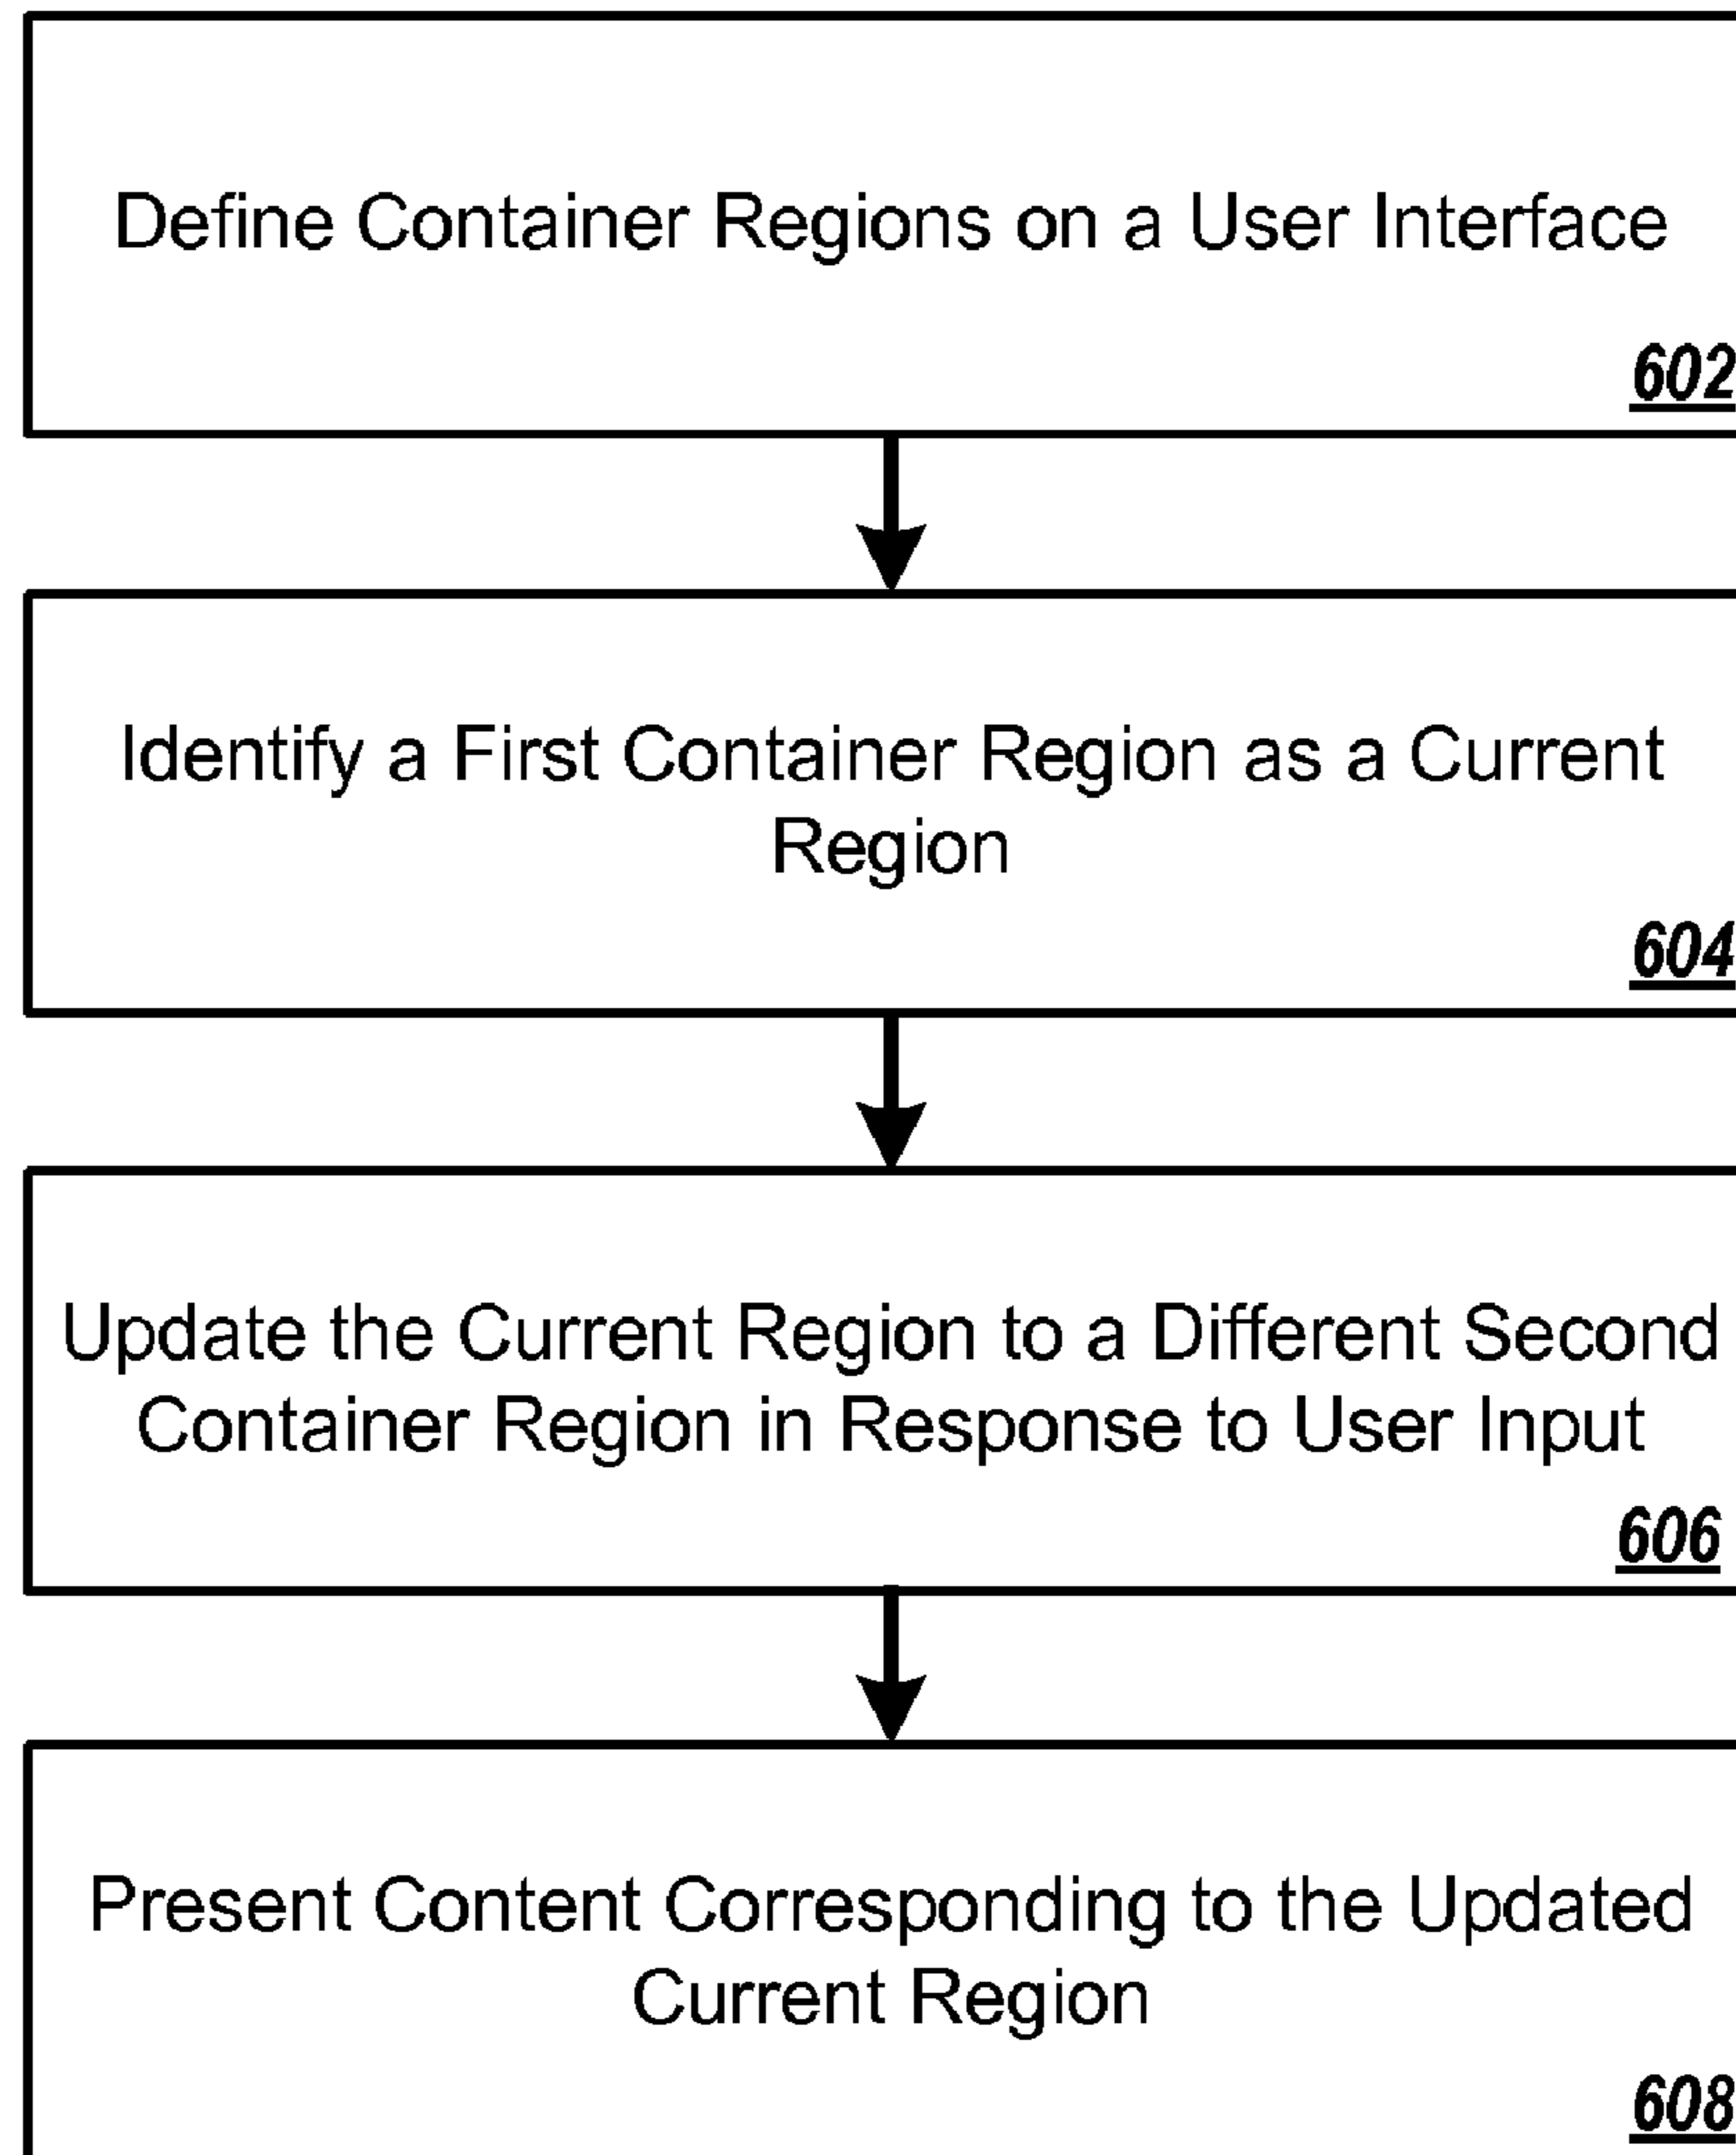 Define Container Regions on a User Interface
602
Identify a First Container Region as a Current
Region
604
Update the Current Region to a Different Second
Container Region in Response to User Input
606
Present Content Corresponding to the Updated
Current Region
608